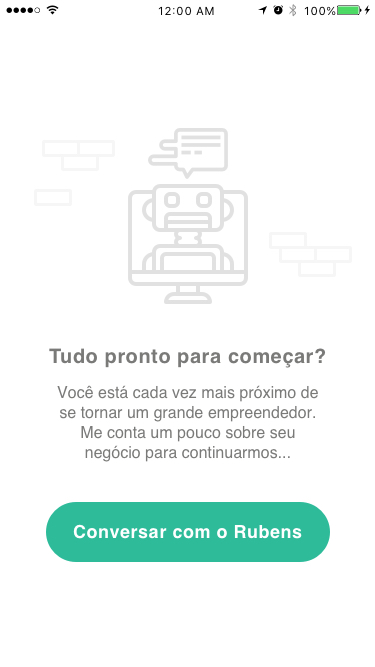 12:00 AM 100%
Tudo pronto para começar?
Você está cada vez mais próximo de
se tornar um grande empreendedor.
Me conta um pouco sobre seu
negócio para continuarmos...
Conversar com o Rubens